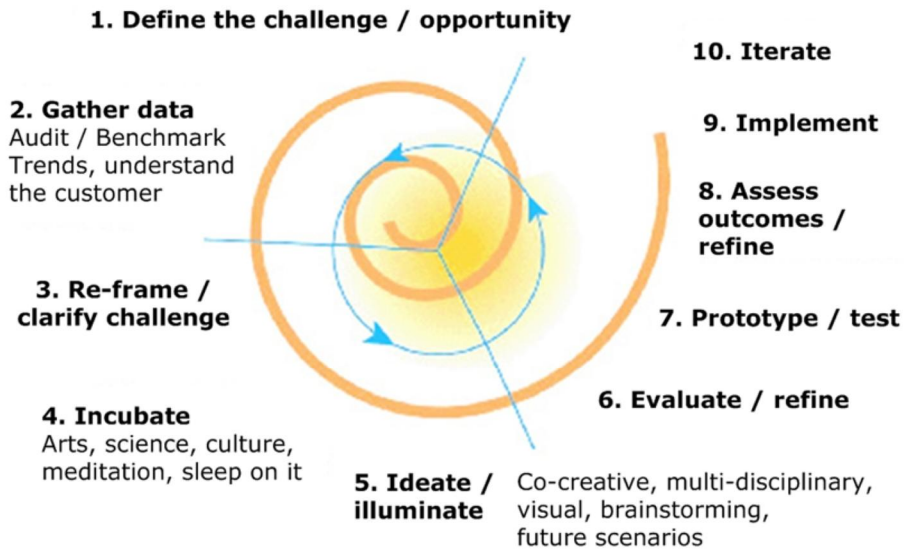 1. Define the challenge / opportunity
2. Gather data
Audit / Benchmark
Trends, understand
the customer
3. Re-frame /
clarify challenge
4. Incubate
Arts, science, culture,
meditation, sleep on it
5. Ideate /
illuminate
Co-creative, multi-disciplinary,
visual, brainstorming,
future scenarios
6. Evaluate / refine
7. Prototype / test
8. Assess
outcomes /
refine
9. Implement
10. Iterate